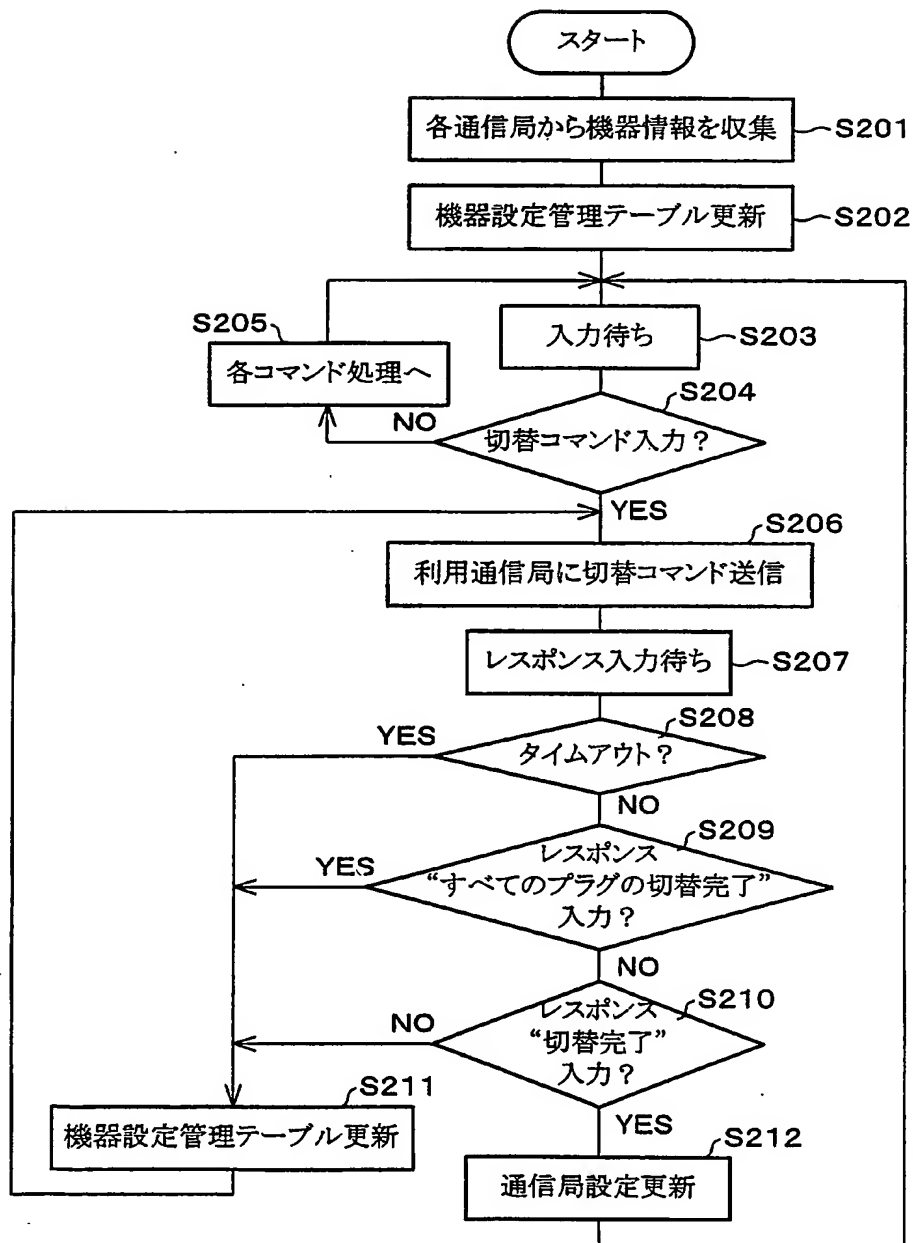 スタート
各通信局から機器情報を収集
S201
機器設定管理テーブル更新
S202
S205
入力待ち
S203
各コマンド処理へ
S204
NO
切替コマンド入力？
YES
S206
利用通信局に切替コマンド送信
レスポンス入力待ち
S207
S208
YES
タイムアウト？
NO
S209
YES
レスポンス
“すべてのプラグの切替完了”
入力？
NO
S210
NO
レスポンス
“切替完了”
入力？
S211
YES
機器設定管理テーブル更新
S212
通信局設定更新